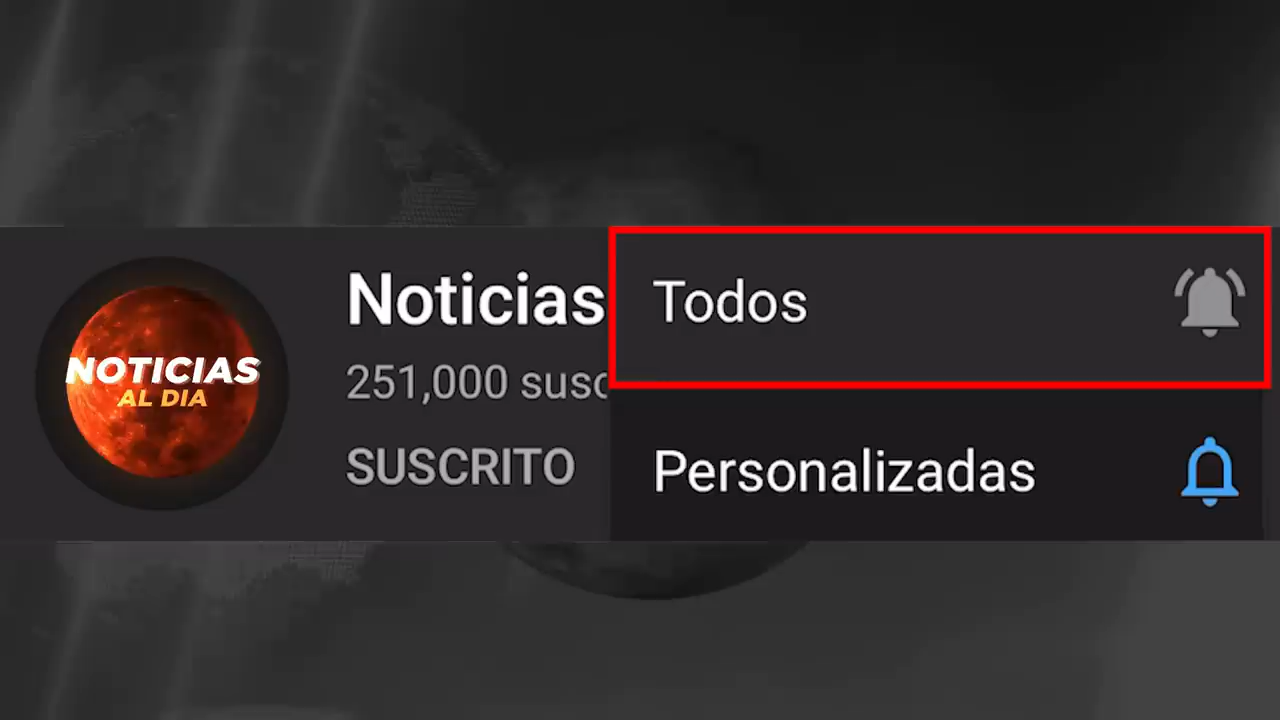 NOTICIAS
AL DIA
Noticias
251,000 susc
SUSCRITO
Todos
Personalizadas